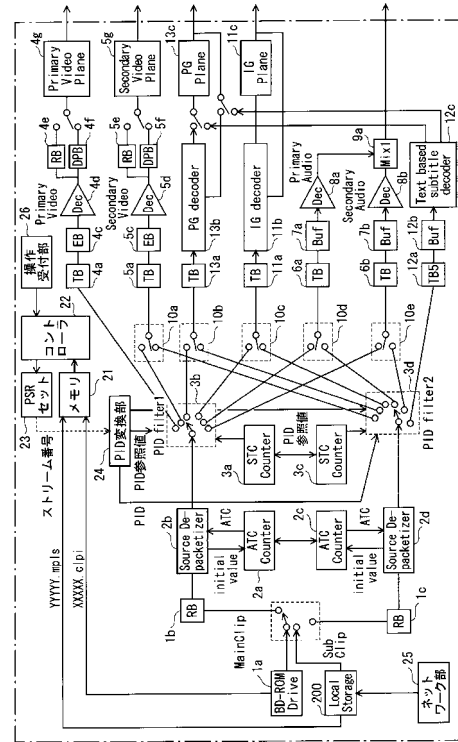 4g
Primary
Video Plane
5g
Secondary
Video Plane
13c
PG
Plane
11c
IG Plane
4e
RB
DPB
4f
5e
RB
DPB
5f
Primary
Video
Dec
4d
Secondary
Video
Dec
5d
PG decoder
13b
IG decoder
11b
Primary
Audio
Dec
8a
Secondary
Audio
Dec
8b
9a
Mix1
Text based
subtitle
decoder
12c
26
操作
受付部
EB
4c
TB
4a
EB
5c
TB
5a
TB
13a
TB
11a
Buf
7a
TB
6a
Buf
7b
TB
6b
Buf
12b
TB5
12a
22
コントローラ
PSR
セット
23
メモリ
21
10a
10b
10c
10d
10e
ストリーム番号
24
PID変換部
PID参照値
PID
PID filter1
3b
STC
Counter
3a
PID
参照値
STC
Counter
3c
3d
PID filter2
YYYYY.mpls
XXXXX.clpi
2b
Source De-
packetizer
initial
value
ATC
ATC
Counter
2a
2c
ATC
Counter
initial
value
ATC
Source De-
packetizer
2d
RB
1b
RB
1c
MainClip
Sub
Clip
1a
BD-ROM
Drive
200
Local
Storage
25
ネット
ワーク部